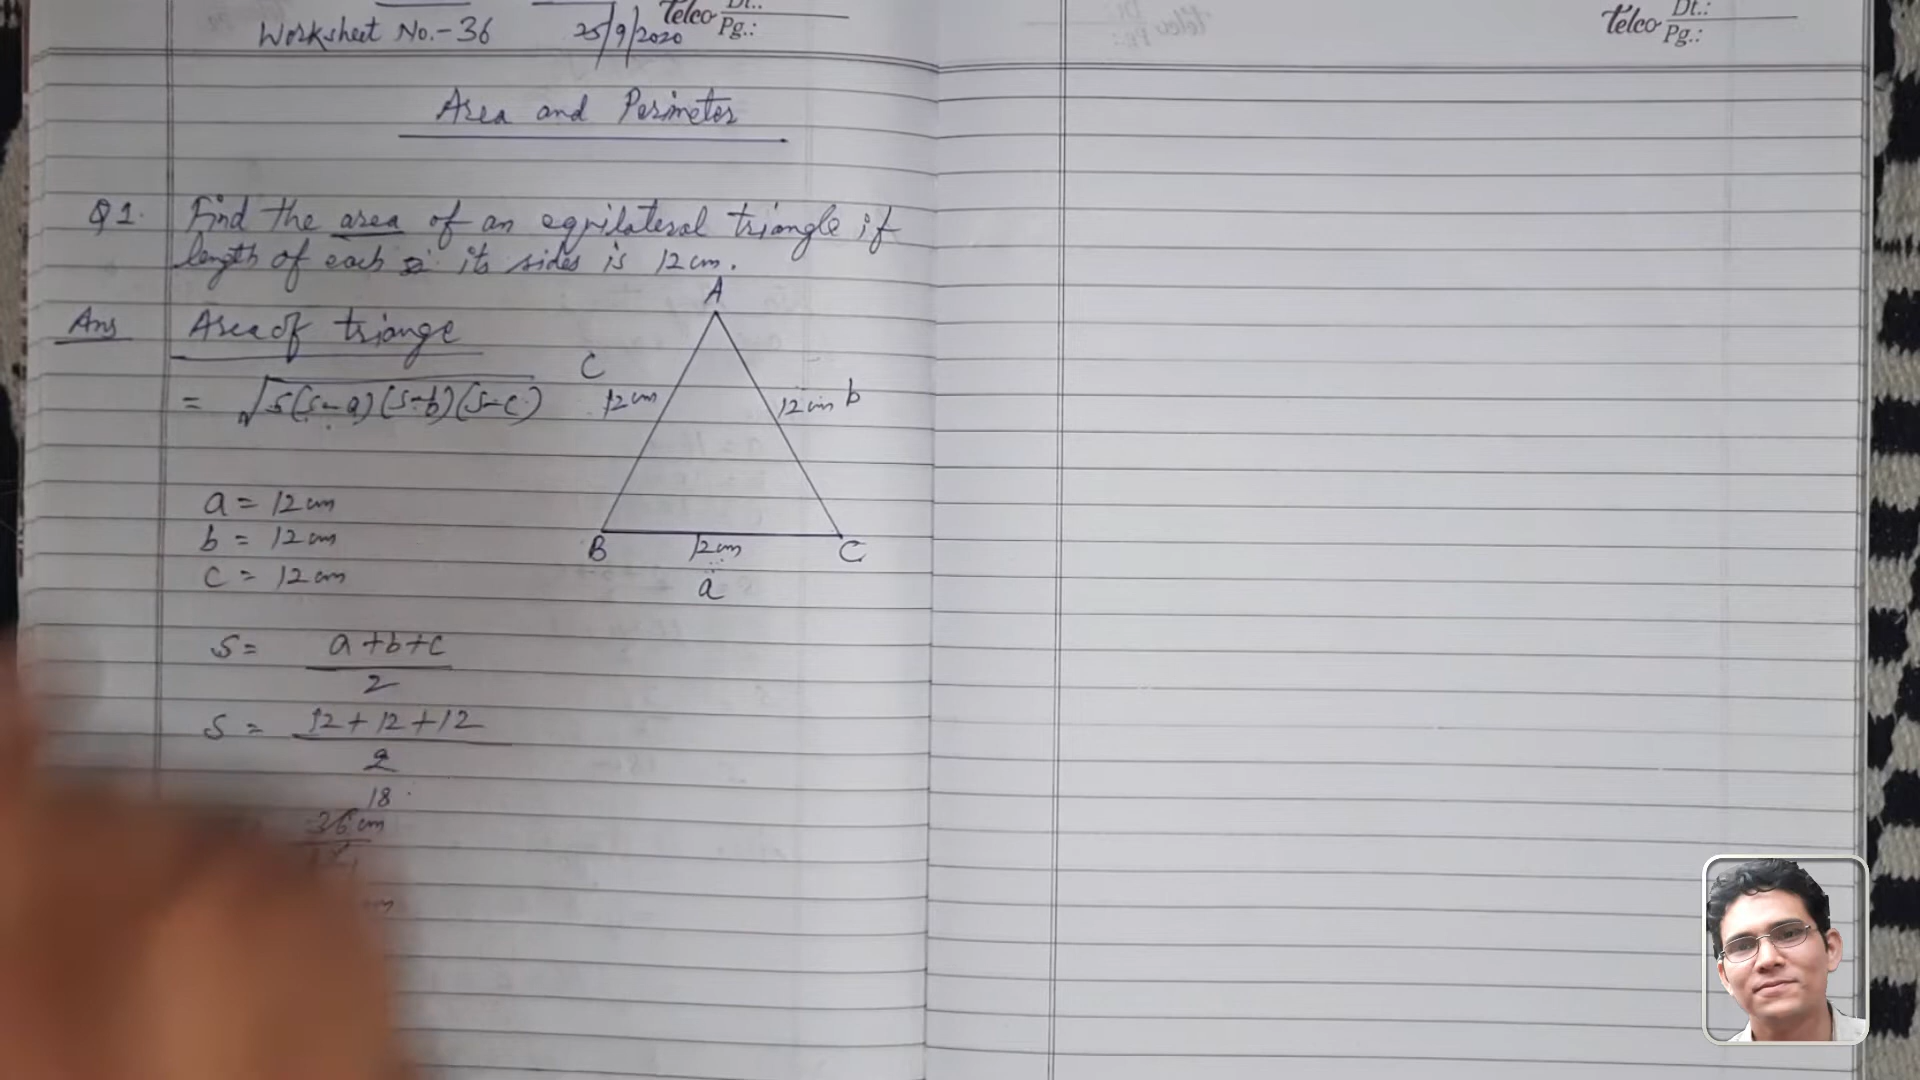 Worksheet No.- 36
25/9/2020
Telco Dt.:
Pg.:
Telco Dt.:
Pg.:
Area and Perimeter
Q 1. Find the area of an equilateral triangle if
length of each its sides is 12 cm.
Ans Area of triange
= √s(s-a)(s-b)(s-c)
A
C
12 cm
12 cm b
B
12 cm
C
a
a = 12 cm
b = 12 cm
c = 12 cm
S = a+b+c
2
S = 12 + 12 + 12
2
18
36 cm